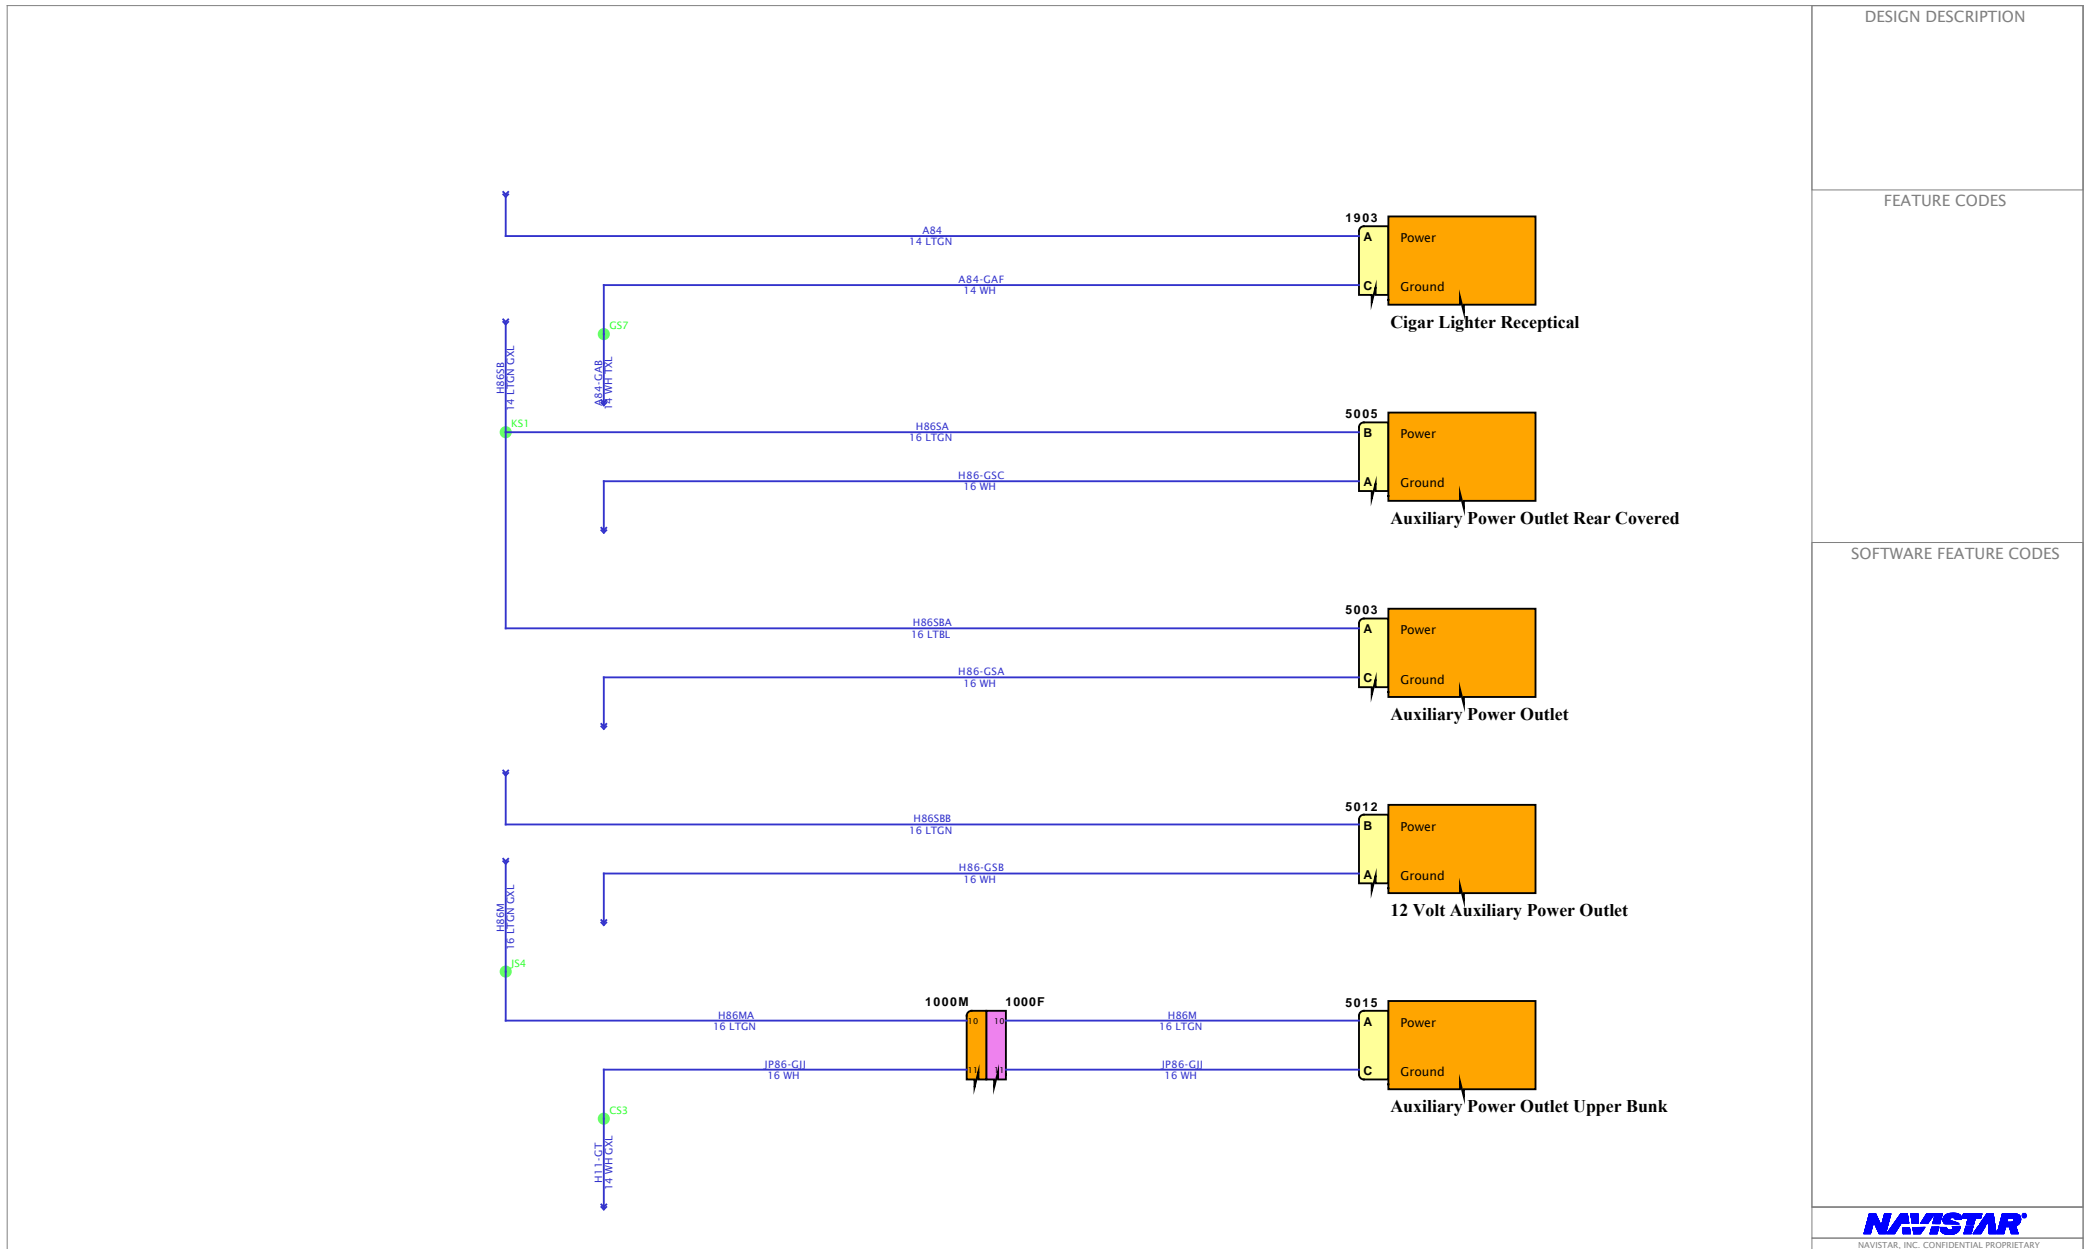 DESIGN DESCRIPTION
FEATURE CODES
SOFTWARE FEATURE CODES
A84
14 LTGN
1903
A
Power
A84-GAF
14 WH
C
Ground
Cigar Lighter Receptical
GS7
H86SB
14 LTGN GXL
A84-GAB
14 WH TXL
KS1
H86SA
16 LTGN
5005
B
Power
H86-GSC
16 WH
A
Ground
Auxiliary Power Outlet Rear Covered
H86SBA
16 LTBL
5003
A
Power
H86-GSA
16 WH
C
Ground
Auxiliary Power Outlet
H86SBB
16 LTGN
5012
B
Power
H86-GSB
16 WH
A
Ground
12 Volt Auxiliary Power Outlet
H86M
16 LTGN GXL
JS4
1000M
1000F
H86MA
16 LTGN
10
10
H86M
16 LTGN
5015
A
Power
JP86-GJJ
16 WH
11
11
JP86-GJJ
16 WH
C
Ground
Auxiliary Power Outlet Upper Bunk
CS3
H11-GT
14 WH GXL
NAVISTAR
NAVISTAR, INC. CONFIDENTIAL PROPRIETARY